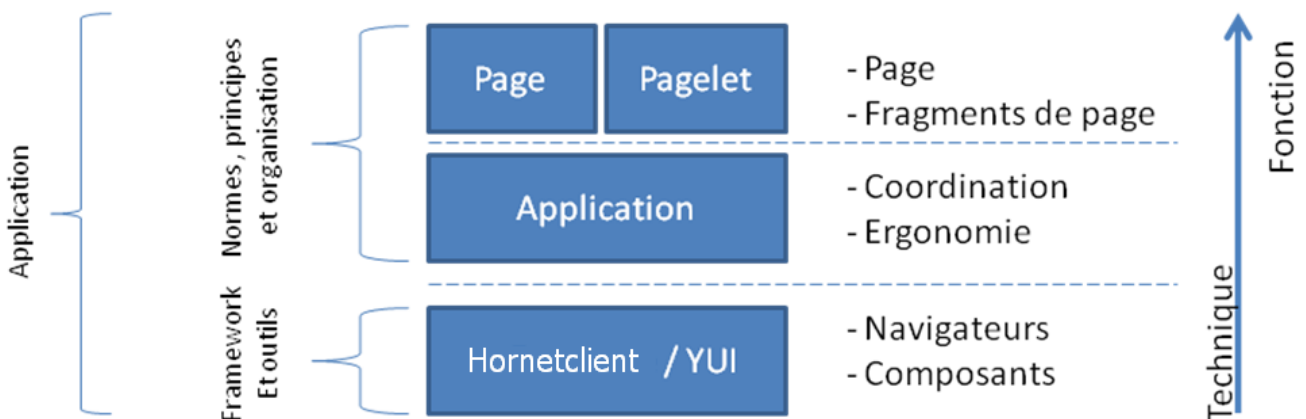 Application
Normes, principes
et organisation
Framework
Et outils
Page
Pagelet
- Page
- Fragments de page
Application
- Coordination
- Ergonomie
Hornetclient / YUI
- Navigateurs
- Composants
Fonction
Technique